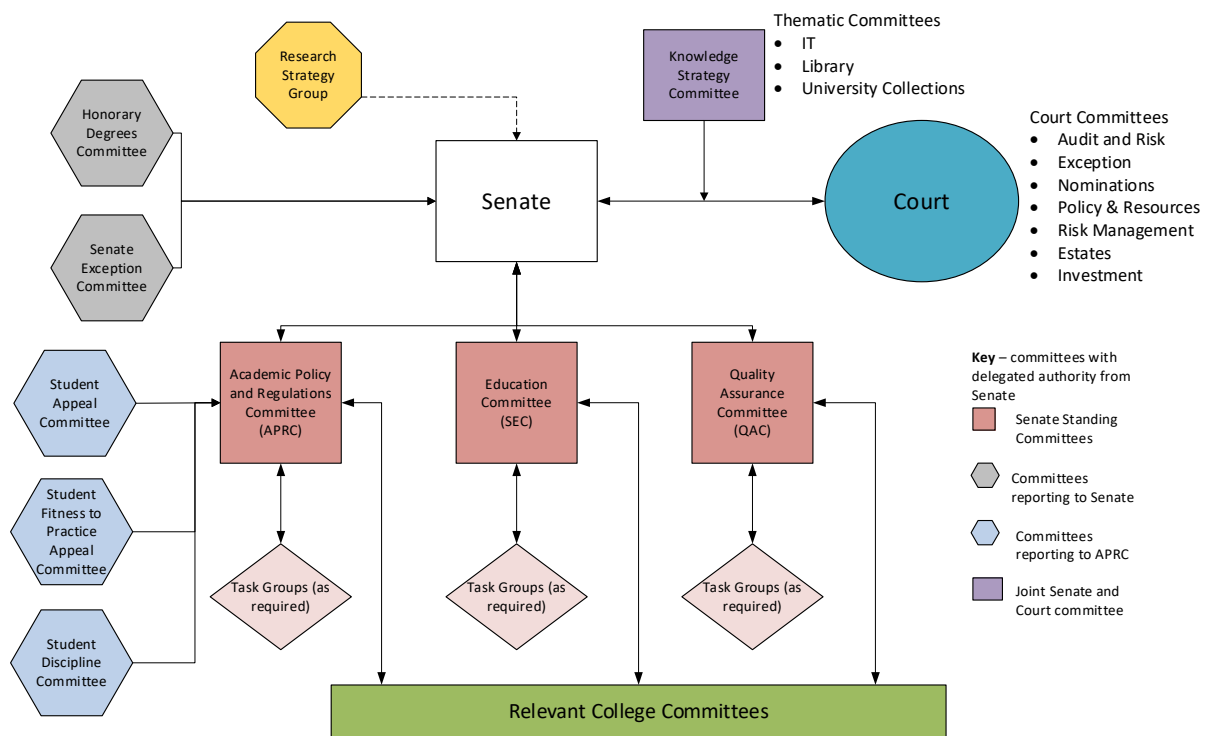 Research
Strategy
Group
Knowledge
Strategy
Committee
Thematic Committees
• IT
• Library
• University Collections
Honorary
Degrees
Committee
Senate
Exception
Committee
Senate
Court
Court Committees
• Audit and Risk
• Exception
• Nominations
• Policy & Resources
• Risk Management
• Estates
• Investment
Student
Appeal
Committee
Student
Fitness to
Practice
Appeal
Committee
Student
Discipline
Committee
Academic Policy
and Regulations
Committee
(APRC)
Education
Committee
(SEC)
Quality
Assurance
Committee
(QAC)
Task Groups (as
required)
Task Groups (as
required)
Task Groups (as
required)
Key – committees with
delegated authority from
Senate
Senate Standing
Committees
Committees
reporting to Senate
Committees
reporting to APRC
Joint Senate and
Court committee
Relevant College Committees